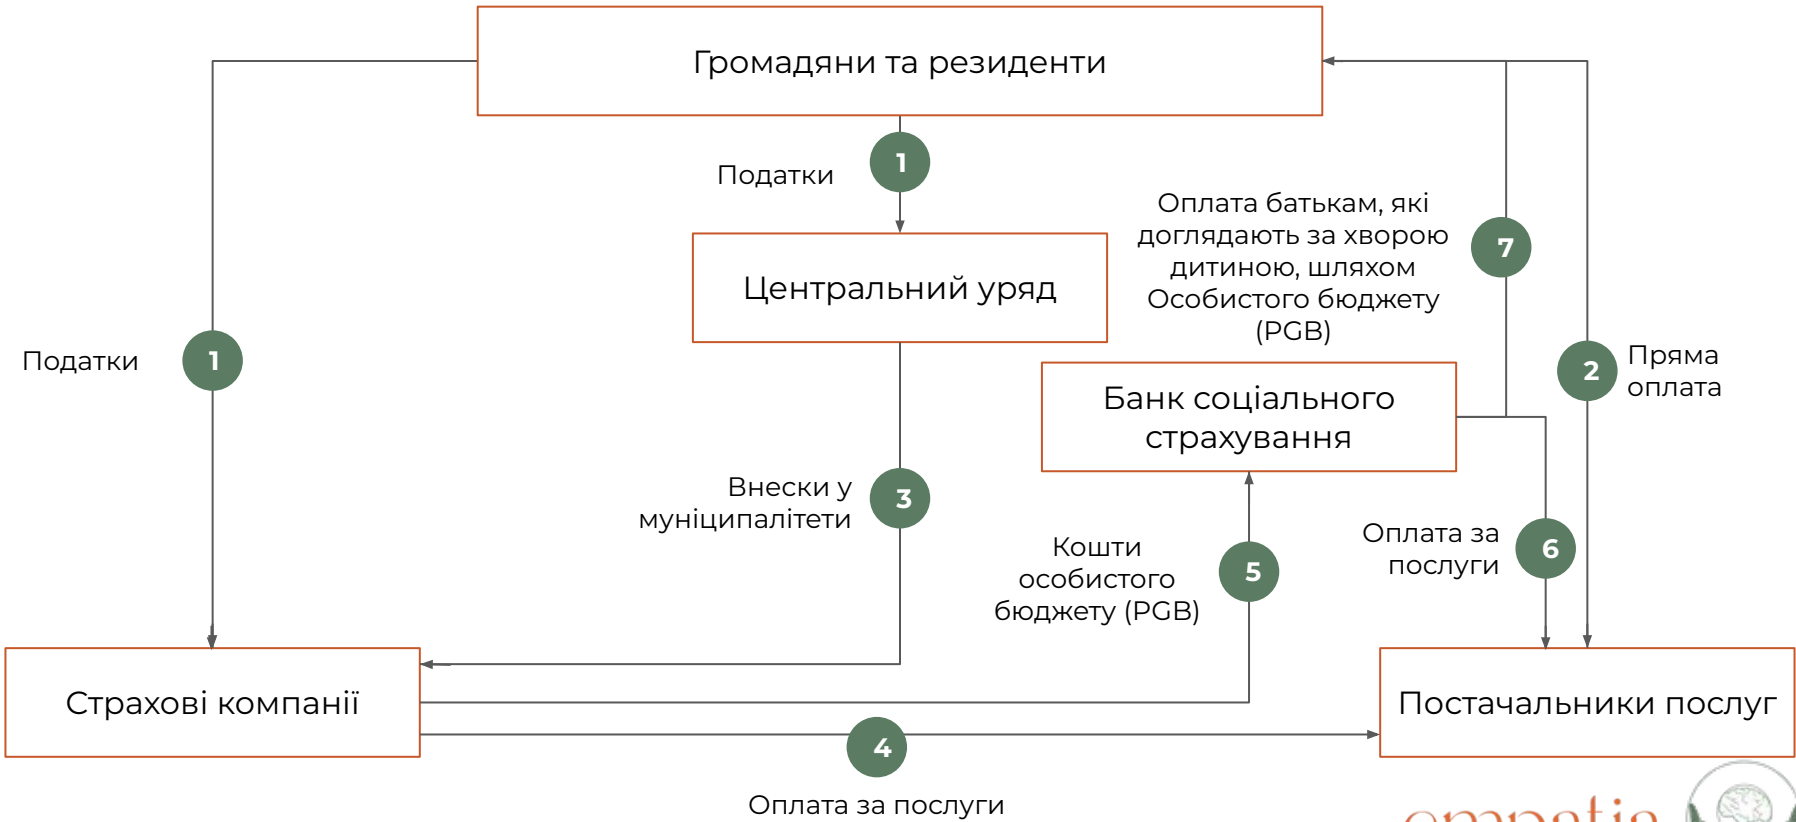 Громадяни та резиденти
Податки
1
Центральний уряд
Оплата батькам, які
доглядають за хворою
дитиною, шляхом
Особистого бюджету
(PGB)
7
Податки
1
2
Пряма
оплата
Банк соціального
страхування
Внески у
муніципалітети
3
Кошти
особистого
бюджету (PGB)
5
Оплата за
послуги
6
Страхові компанії
Постачальники послуг
4
Оплата за послуги
empatia